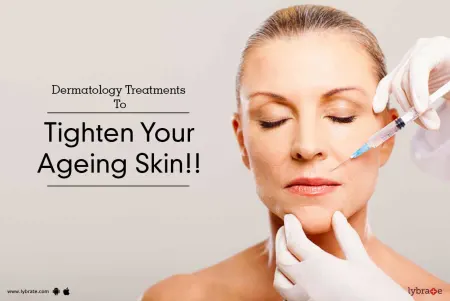 Dermatology Treatments
To
Tighten Your
Ageing Skin!!
www.lybrate.com
lybrate